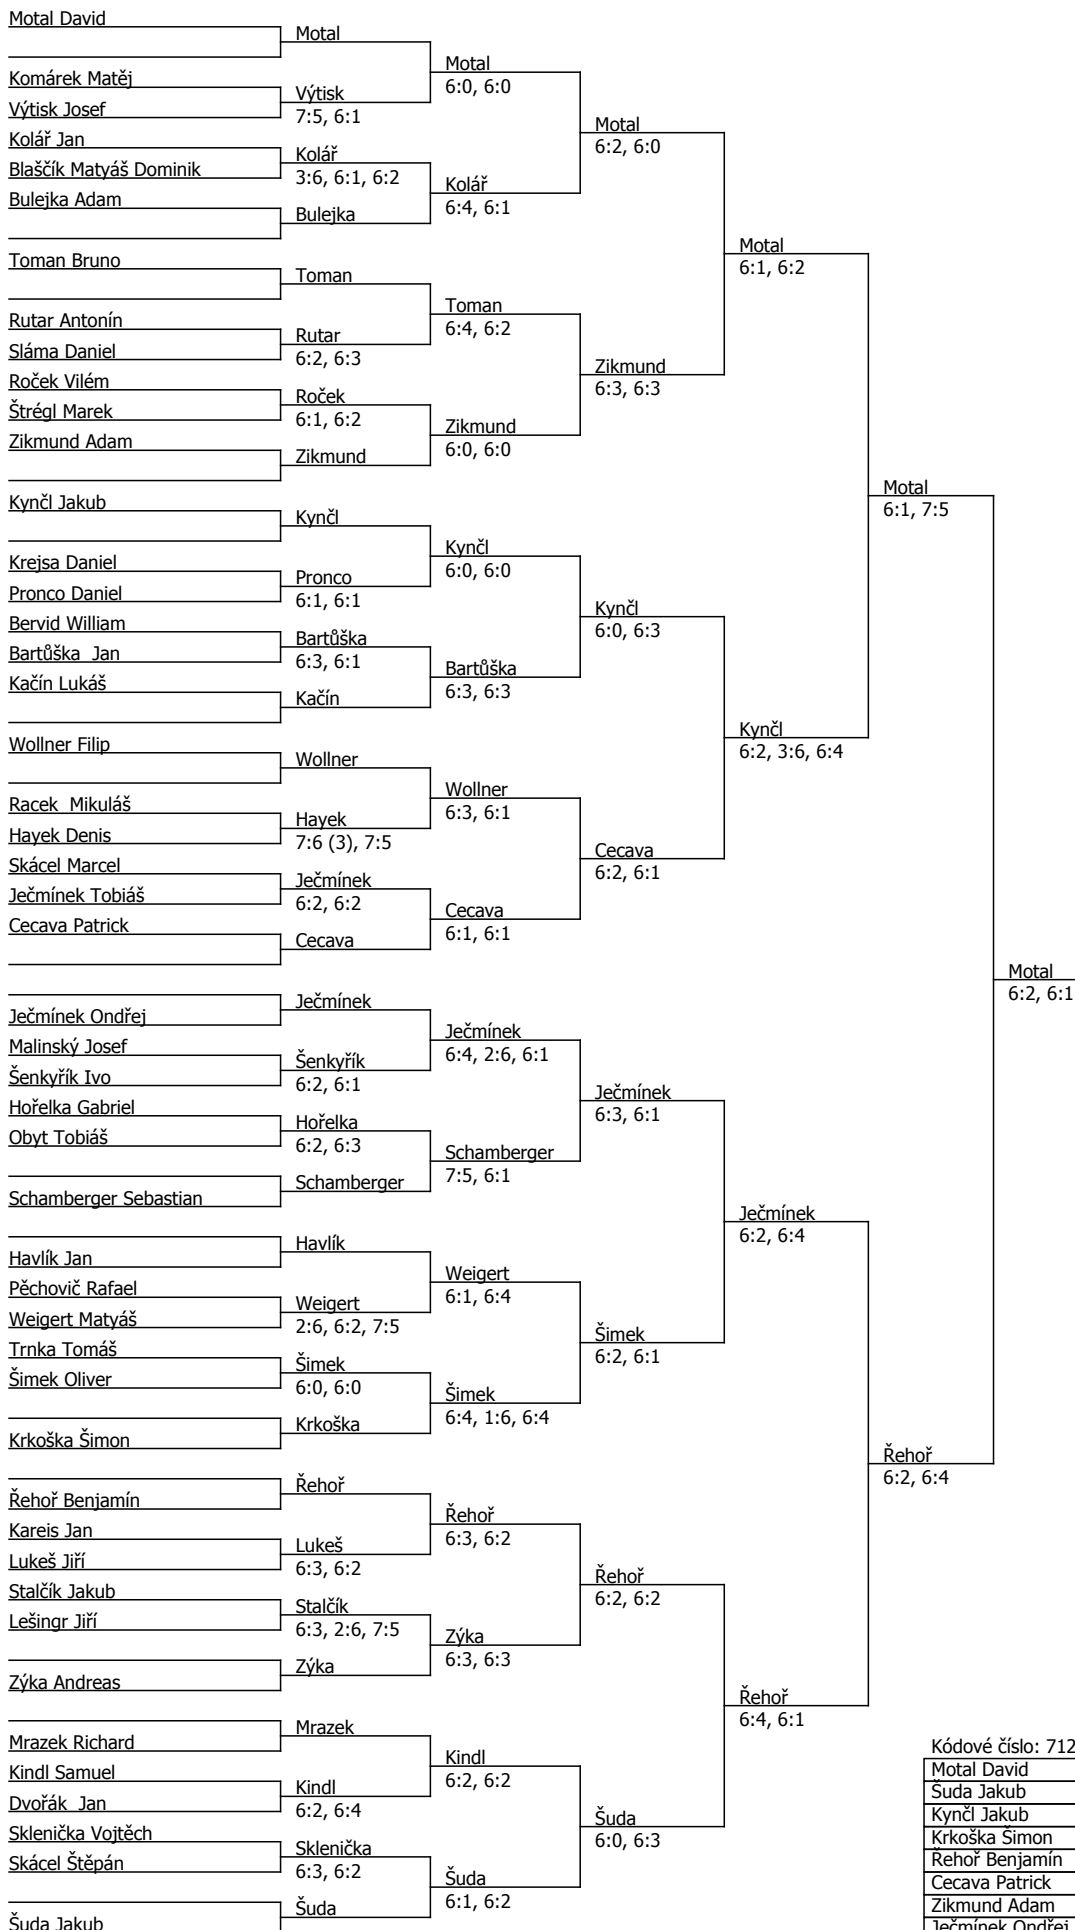 Motal David
Motal
Motal
6:0, 6:0
Komárek Matěj
Výtisk Josef
Výtisk
7:5, 6:1
Motal
6:2, 6:0
Kolář Jan
Blaščík Matyáš Dominik
Kolář
3:6, 6:1, 6:2
Kolář
6:4, 6:1
Bulejka Adam
Bulejka
Motal
6:1, 6:2
Toman Bruno
Toman
Toman
6:4, 6:2
Rutar Antonín
Sláma Daniel
Rutar
6:2, 6:3
Zikmund
6:3, 6:3
Roček Vilém
Štrégl Marek
Roček
6:1, 6:2
Zikmund
6:0, 6:0
Zikmund Adam
Zikmund
Motal
6:1, 7:5
Kynčl Jakub
Kynčl
Kynčl
6:0, 6:0
Krejsa Daniel
Pronco Daniel
Pronco
6:1, 6:1
Kynčl
6:0, 6:3
Bervid William
Bartůška  Jan
Bartůška
6:3, 6:1
Bartůška
6:3, 6:3
Kačín Lukáš
Kačín
Kynčl
6:2, 3:6, 6:4
Wollner Filip
Wollner
Wollner
6:3, 6:1
Racek  Mikuláš
Hayek Denis
Hayek
7:6 (3), 7:5
Cecava
6:2, 6:1
Skácel Marcel
Ječmínek Tobiáš
Ječmínek
6:2, 6:2
Cecava
6:1, 6:1
Cecava Patrick
Cecava
Motal
6:2, 6:1
Ječmínek Ondřej
Ječmínek
Ječmínek
6:4, 2:6, 6:1
Malinský Josef
Šenkyřík Ivo
Šenkyřík
6:2, 6:1
Ječmínek
6:3, 6:1
Hořelka Gabriel
Obyt Tobiáš
Hořelka
6:2, 6:3
Schamberger
7:5, 6:1
Schamberger Sebastian
Schamberger
Ječmínek
6:2, 6:4
Havlík Jan
Havlík
Weigert
6:1, 6:4
Pěchovič Rafael
Weigert Matyáš
Weigert
2:6, 6:2, 7:5
Šimek
6:2, 6:1
Trnka Tomáš
Šimek Oliver
Šimek
6:0, 6:0
Šimek
6:4, 1:6, 6:4
Krkoška Šimon
Krkoška
Řehoř
6:2, 6:4
Řehoř Benjamín
Řehoř
Řehoř
6:3, 6:2
Kareis Jan
Lukeš Jiří
Lukeš
6:3, 6:2
Řehoř
6:2, 6:2
Stalčík Jakub
Lešingr Jiří
Stalčík
6:3, 2:6, 7:5
Zýka
6:3, 6:3
Zýka Andreas
Zýka
Řehoř
6:4, 6:1
Mrazek Richard
Mrazek
Kindl
6:2, 6:2
Kindl Samuel
Dvořák  Jan
Kindl
6:2, 6:4
Šuda
6:0, 6:3
Sklenička Vojtěch
Skácel Štěpán
Sklenička
6:3, 6:2
Šuda
6:1, 6:2
Šuda Jakub
Šuda
Kódové číslo: 712
Motal David
Šuda Jakub
Kynčl Jakub
Krkoška Šimon
Řehoř Benjamín
Cecava Patrick
Zikmund Adam
Ječmínek Ondřej